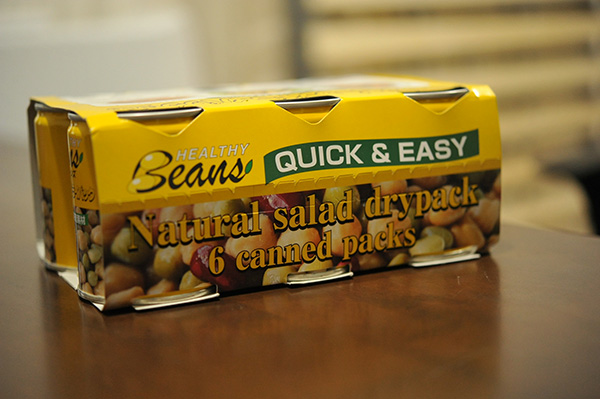 HEALTHY
Beans
QUICK & EASY
Natural salad drypack
6 canned packs